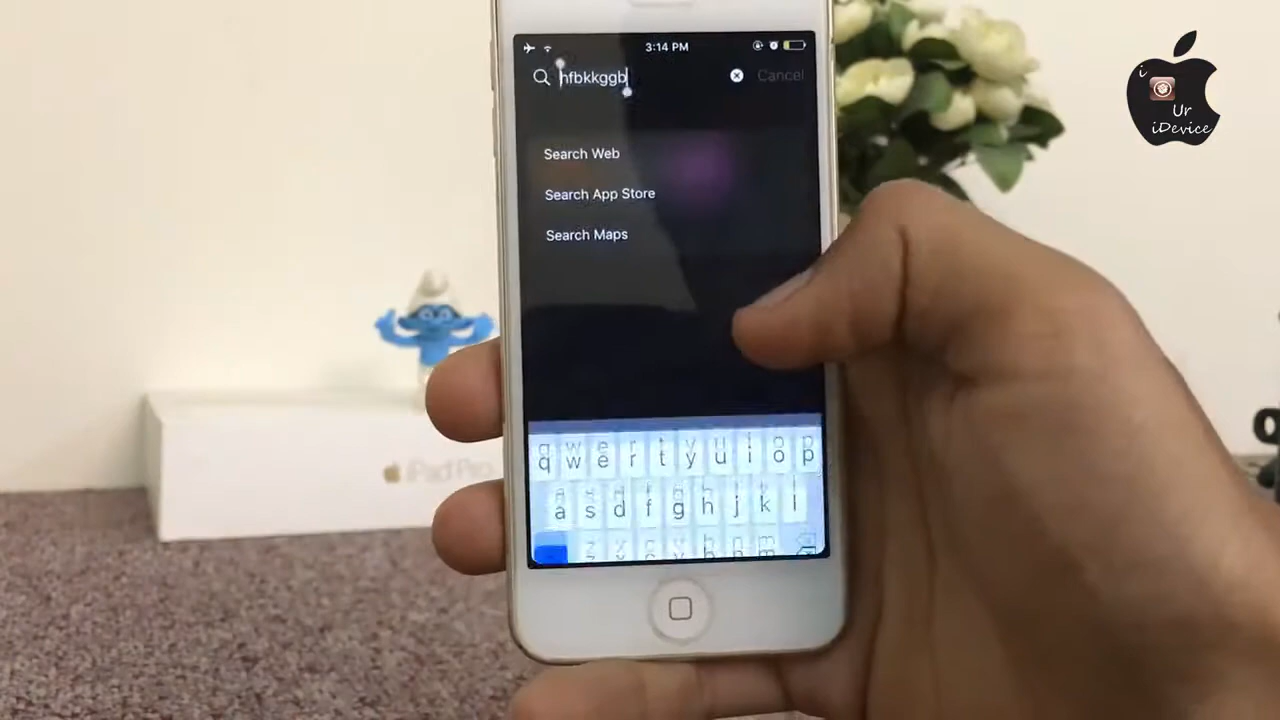 3:14 PM
hfbkkggb
Cancel
Search Web
Search App Store
Search Maps
i
Ur
iDevice
iPad Pro
q w e r t y u i o p
a s d f g h j k l